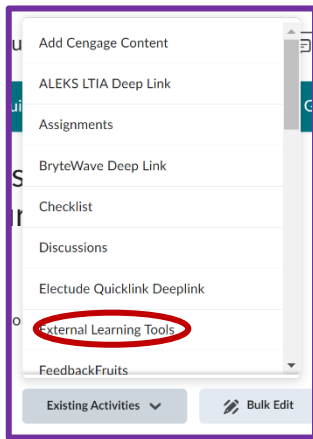 Add Cengage Content
ALEKS LTIA Deep Link
Assignments
BryteWave Deep Link
Checklist
Discussions
Electude Quicklink Deeplink
External Learning Tools
FeedbackFruits
Existing Activities
Bulk Edit